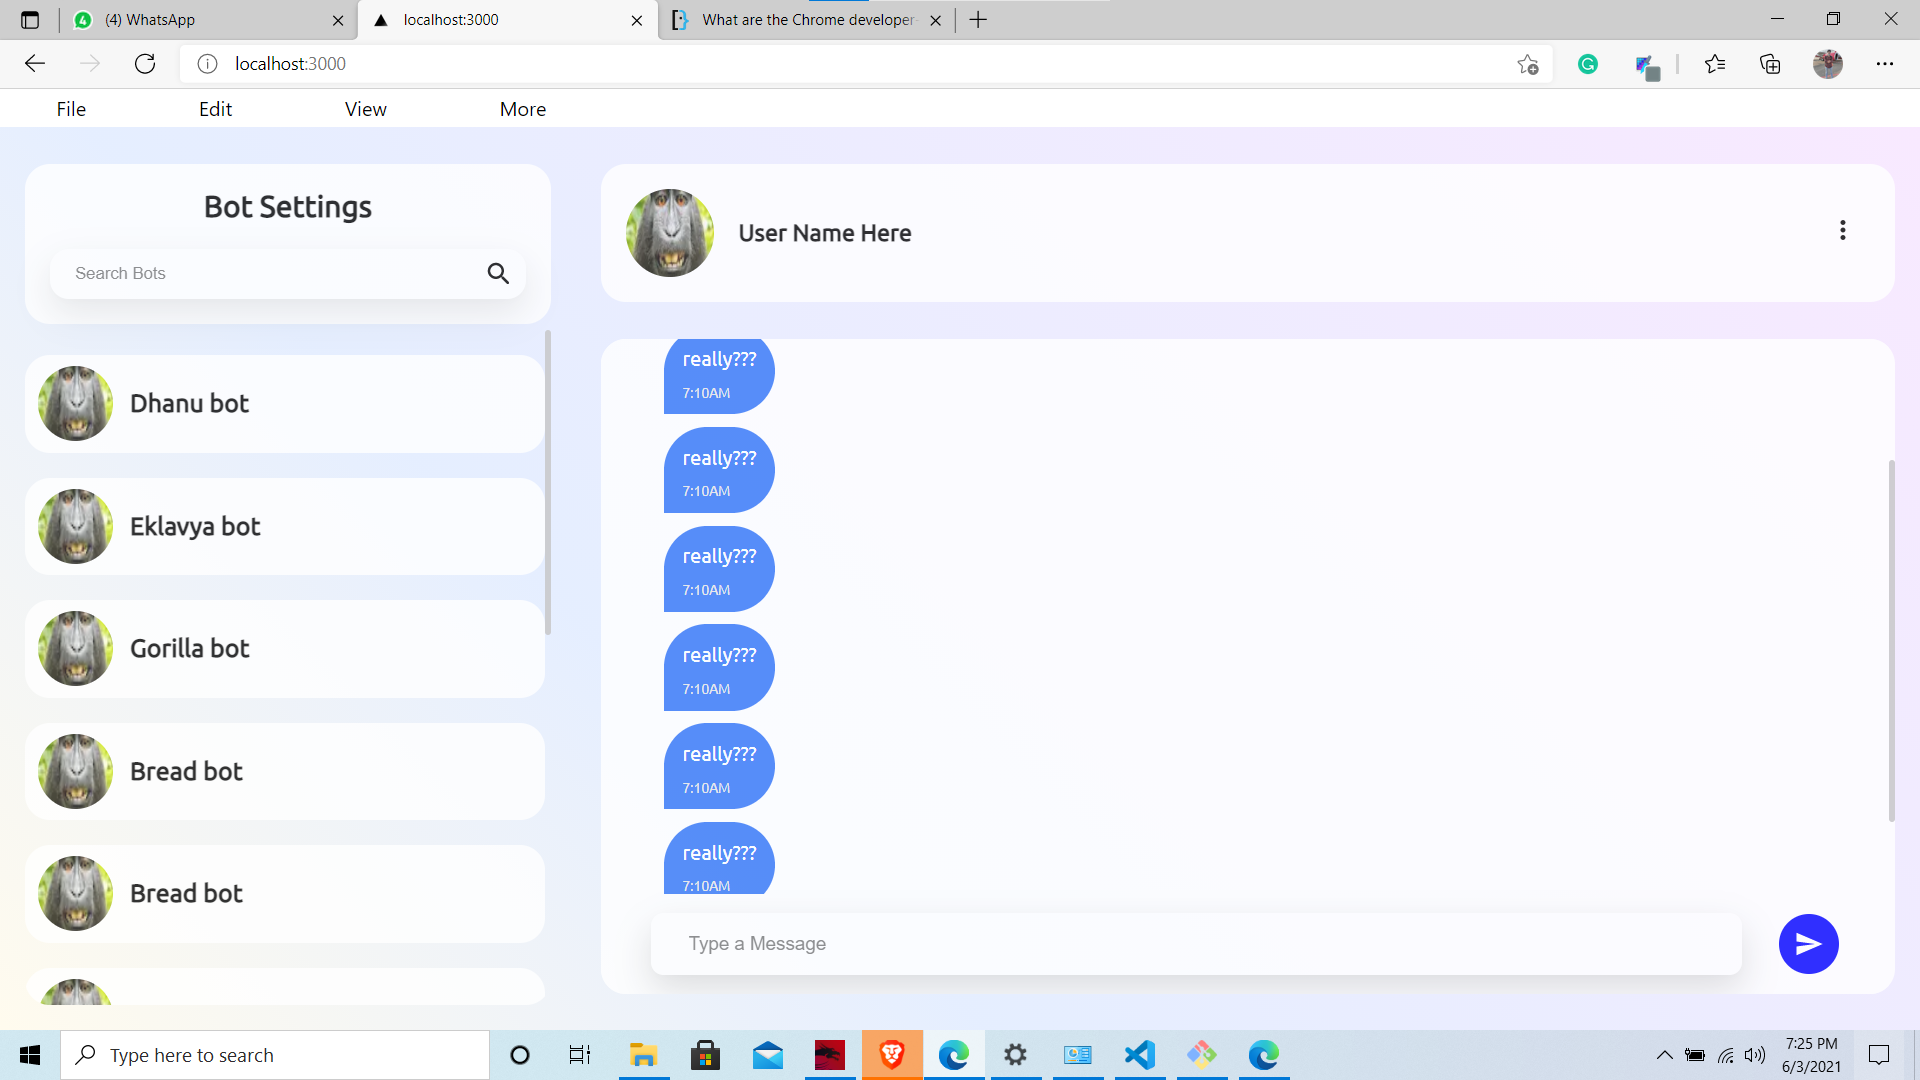 (4) WhatsApp
localhost:3000
What are the Chrome developer
localhost:3000
File Edit View More
Bot Settings
Search Bots
Dhanu bot
Eklavya bot
Gorilla bot
Bread bot
Bread bot
User Name Here
really???
7:10AM
really???
7:10AM
really???
7:10AM
really???
7:10AM
really???
7:10AM
really???
7:10AM
Type a Message
Type here to search
7:25 PM
6/3/2021